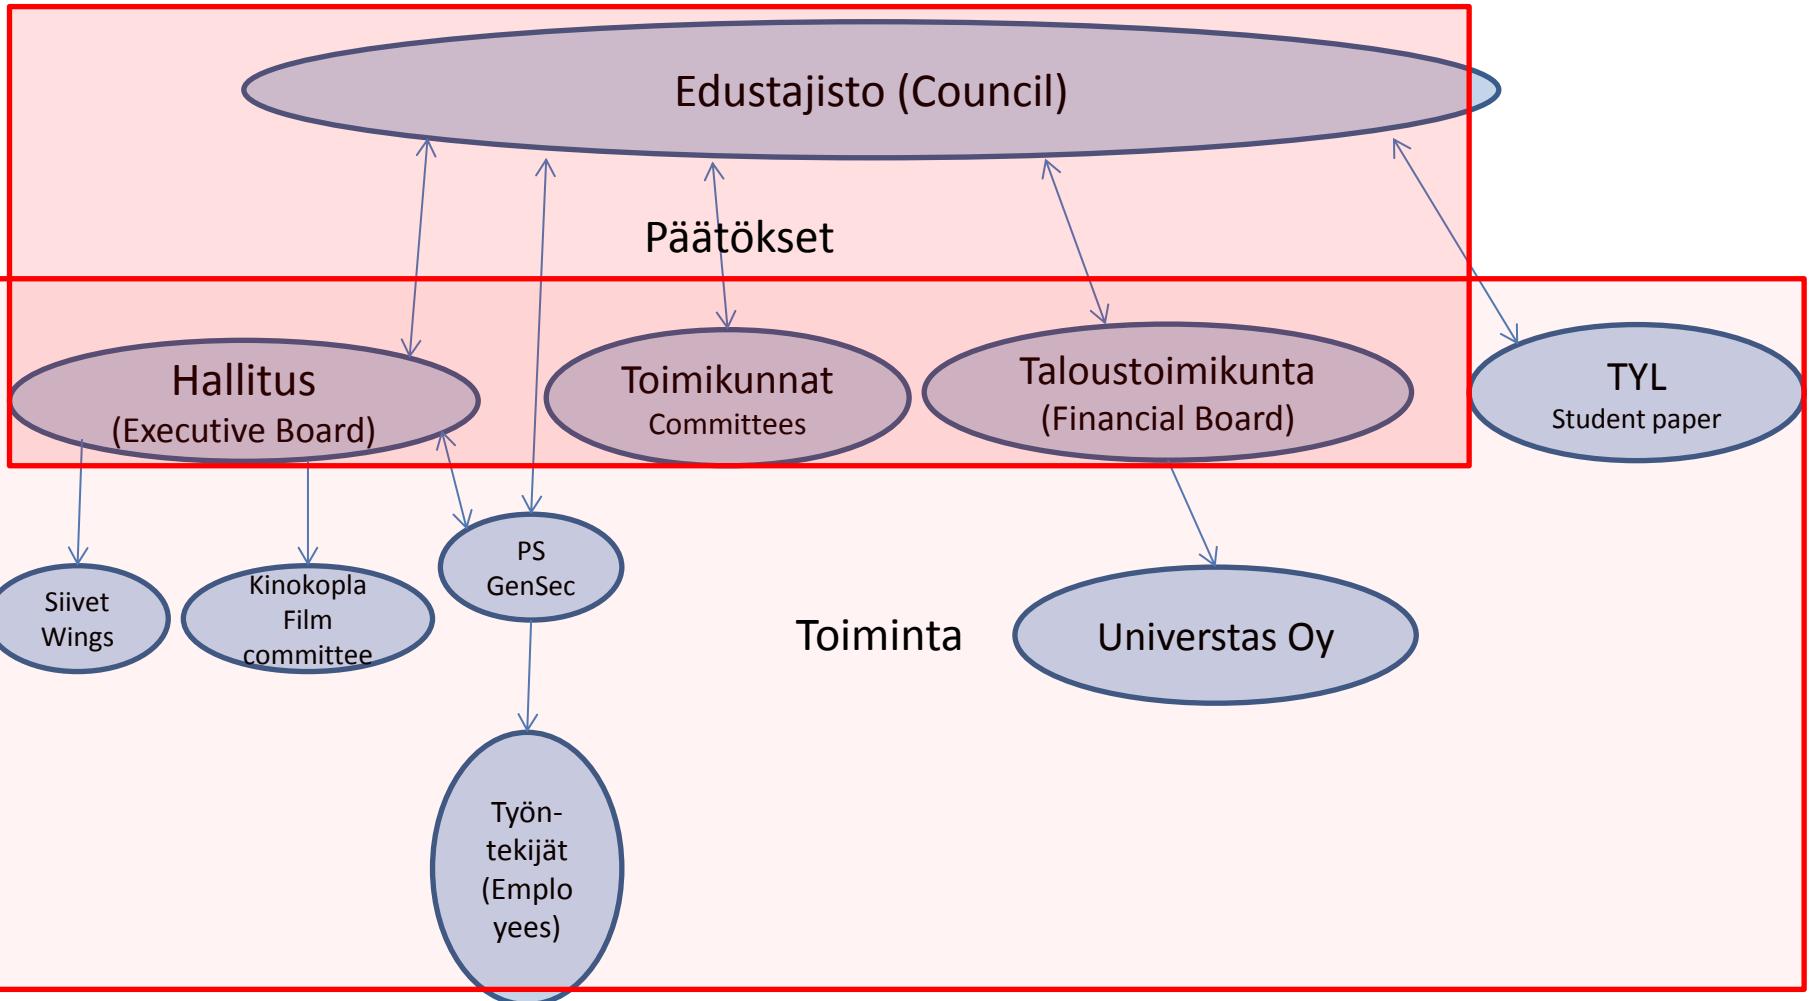 Edustajisto (Council)
Päätökset
Hallitus
(Executive Board)
Toimikunnat
Committees
Taloustoimikunta
(Financial Board)
TYL
Student paper
Siivet
Wings
Kinokopla
Film
committee
PS
GenSec
Toiminta
Universtas Oy
Työn-
tekijät
(Emplo
yees)